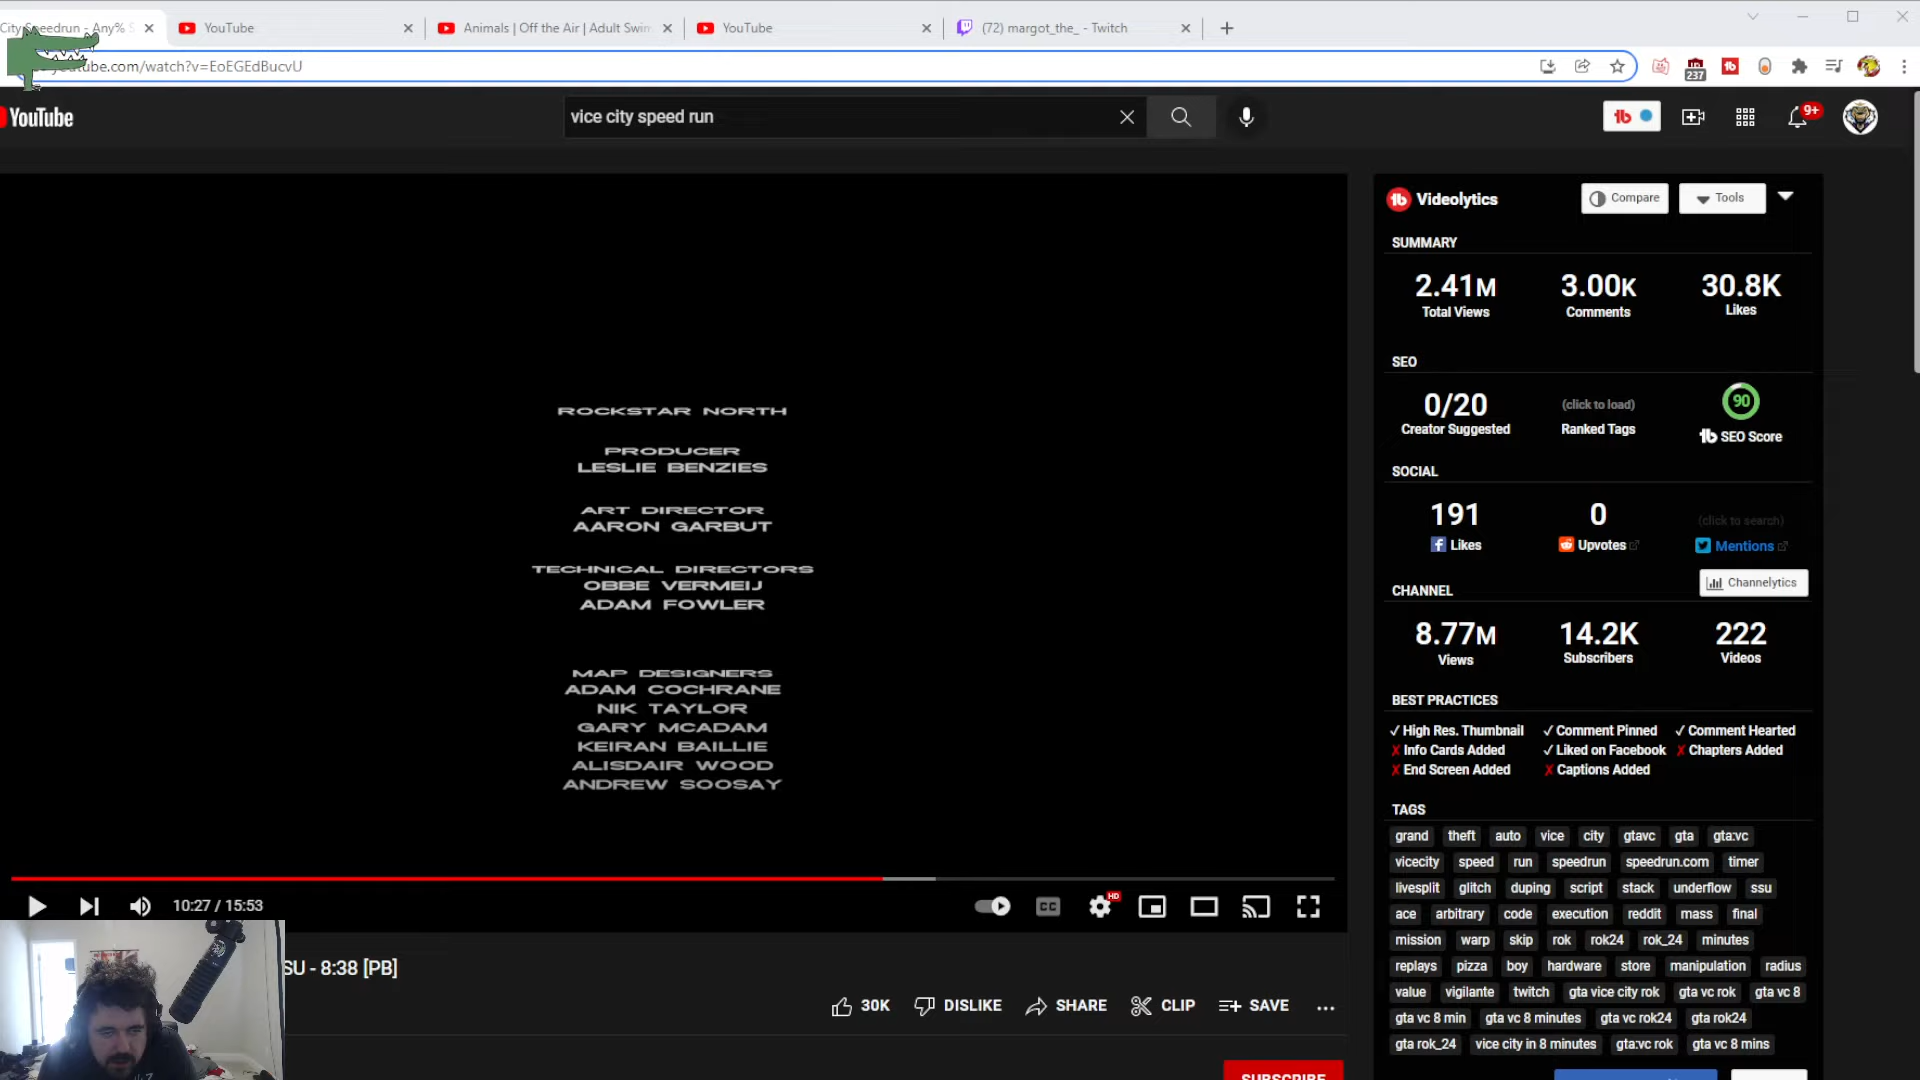 City Speedrun - Any% S
YouTube
Animals | Off the Air | Adult Swim
YouTube
(72) margot_the_ - Twitch
youtube.com/watch?v=EoEGEdBucvU
237
YouTube
vice city speed run
9+
ROCKSTAR NORTH
PRODUCER
LESLIE BENZIES
ART DIRECTOR
AARON GARBUT
TECHNICAL DIRECTORS
OBBE VERMEIJ
ADAM FOWLER
MAP DESIGNERS
ADAM COCHRANE
NIK TAYLOR
GARY MCADAM
KEIRAN BAILLIE
ALISDAIR WOOD
ANDREW SOOSAY
10:27 / 15:53
CC
HD
SU - 8:38 [PB]
30K DISLIKE SHARE CLIP SAVE
SUBSCRIBE
Videolytics
Compare
Tools
SUMMARY
2.41M 3.00K 30.8K
Total Views Comments Likes
SEO
0/20 (click to load) 90
Creator Suggested Ranked Tags SEO Score
SOCIAL
191 0 (click to search)
Likes Upvotes Mentions
CHANNEL
Channelytics
8.77M 14.2K 222
Views Subscribers Videos
BEST PRACTICES
✓ High Res. Thumbnail ✓ Comment Pinned ✓ Comment Hearted
✗ Info Cards Added ✓ Liked on Facebook ✗ Chapters Added
✗ End Screen Added ✗ Captions Added
TAGS
grand theft auto vice city gtavc gta gta:vc
vicecity speed run speedrun speedrun.com timer
livesplit glitch duping script stack underflow ssu
ace arbitrary code execution reddit mass final
mission warp skip rok rok24 rok_24 minutes
replays pizza boy hardware store manipulation radius
value vigilante twitch gta vice city rok gta vc rok gta vc 8
gta vc 8 min gta vc 8 minutes gta vc rok24 gta rok24
gta rok_24 vice city in 8 minutes gta:vc rok gta vc 8 mins